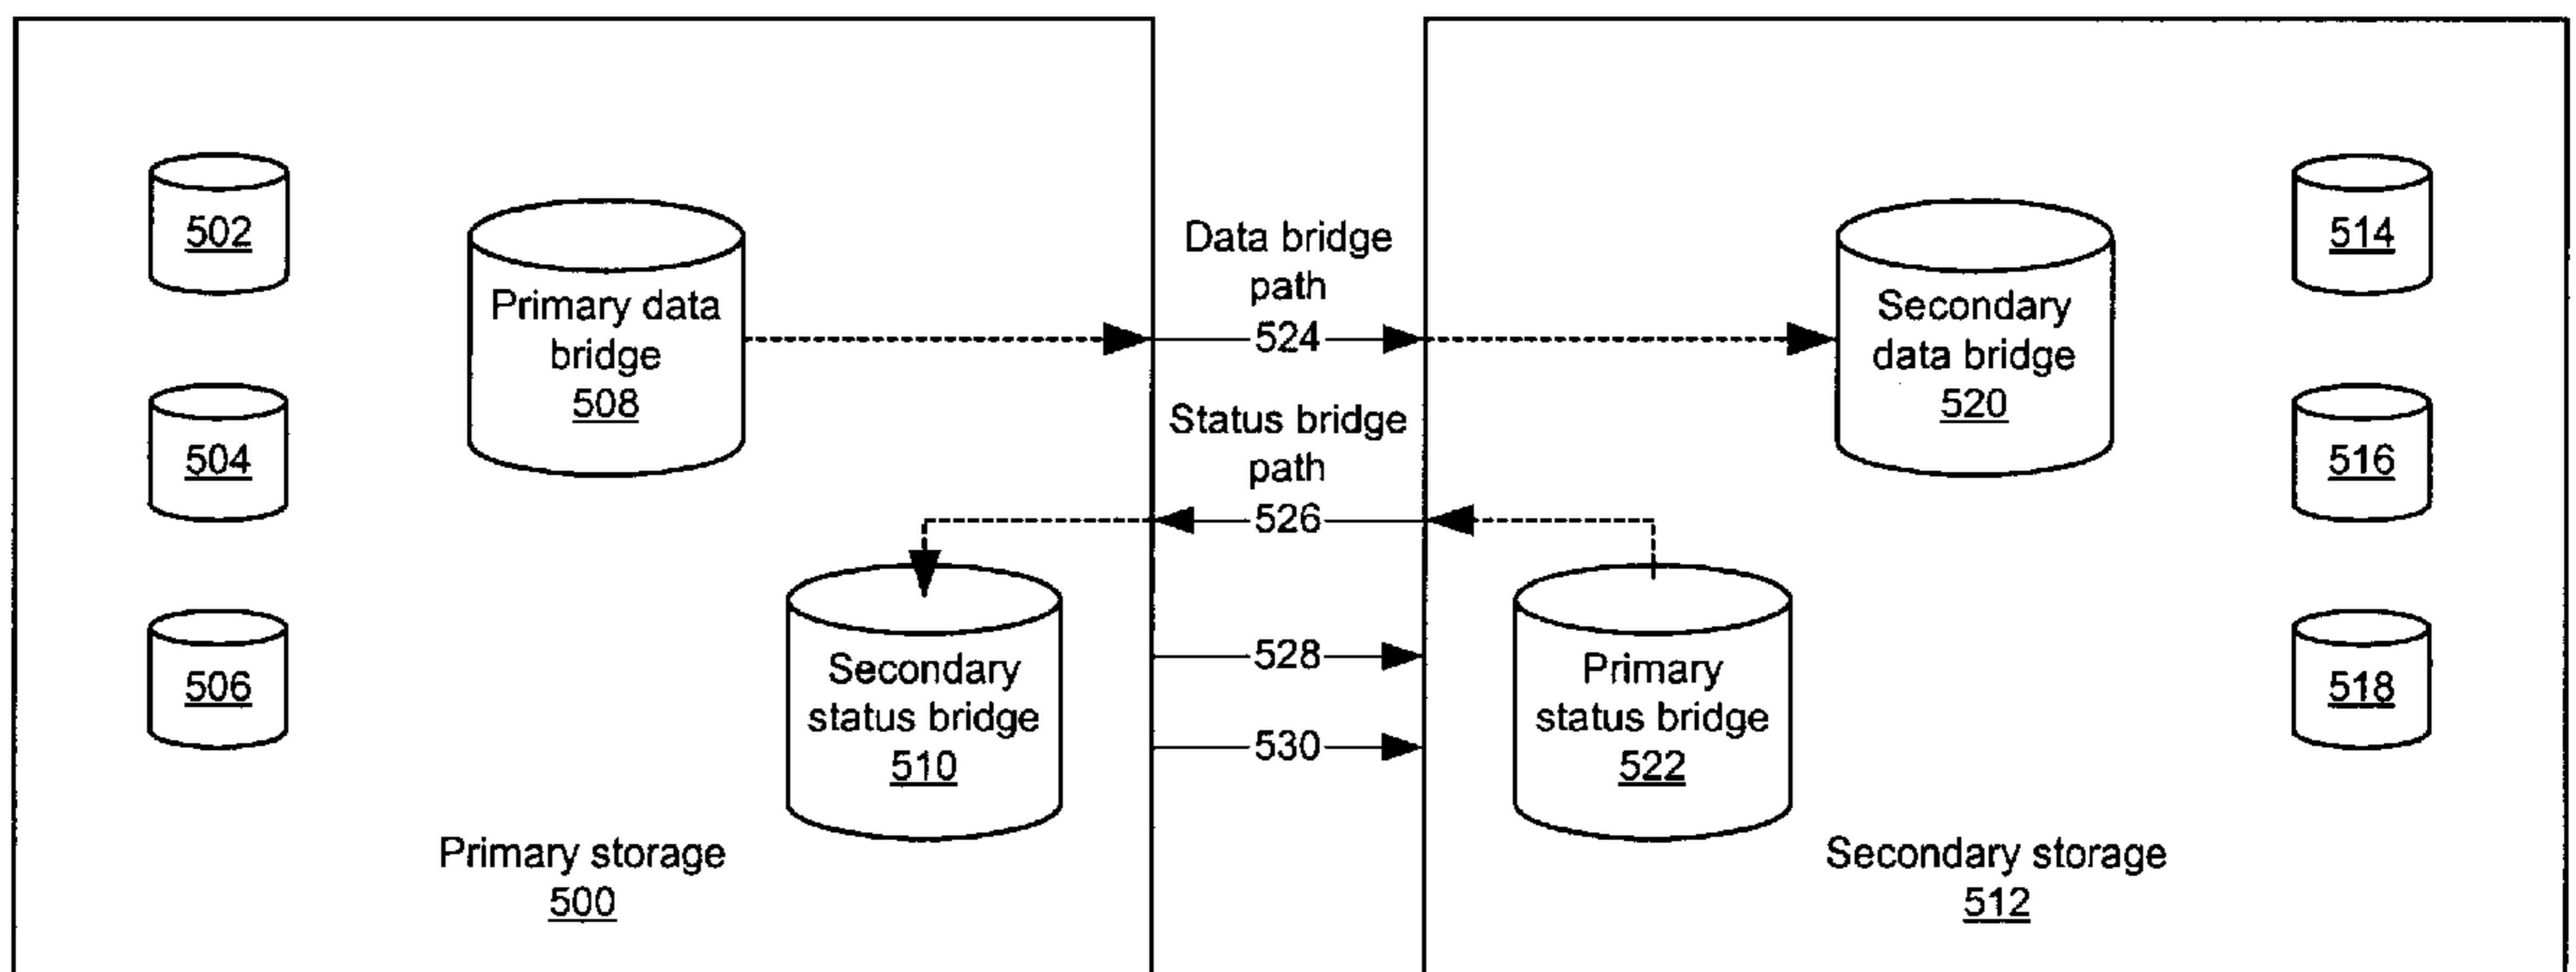 502
504
506
Primary data
bridge
508
Secondary
status bridge
510
Primary storage
500
Data bridge
path
524
Status bridge
path
526
528
530
Secondary
data bridge
520
Primary
status bridge
522
Secondary storage
512
514
516
518